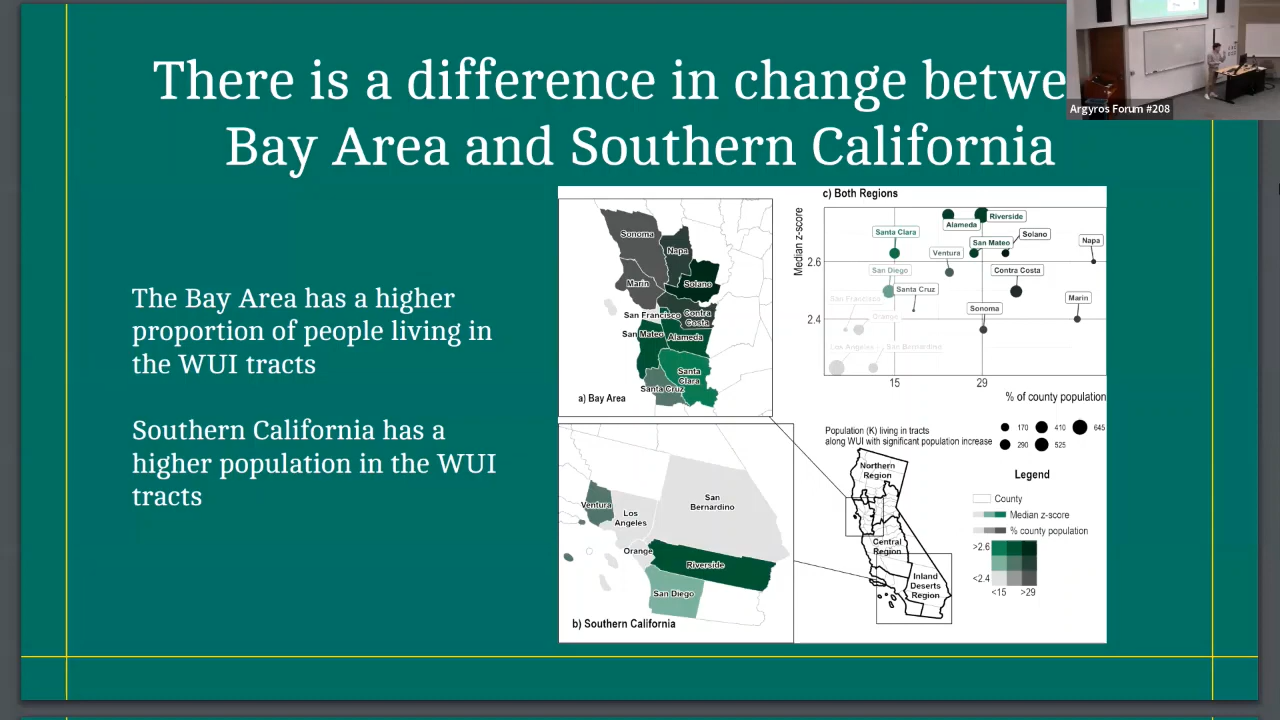 There is a difference in change betwe
Bay Area and Southern California
Argyros Forum #208
The Bay Area has a higher
proportion of people living in
the WUI tracts
Southern California has a
higher population in the WUI
tracts
Sonoma
Napa
Marin
Solano
San Francisco
Contra
Costa
San Mateo
Alameda
Santa
Clara
Santa Cruz
a) Bay Area
c) Both Regions
Median z-score
2.6
2.4
Alameda
Riverside
Santa Clara
Solano
San Mateo
Napa
Ventura
San Diego
Contra Costa
Santa Cruz
San Francisco
Marin
Sonoma
Orange
Los Angeles
San Bernardino
15
29
% of county population
Population (K) living in tracts
along WUI with significant population increase
170
410
645
290
525
San
Bernardino
Ventura
Los
Angeles
Orange
Riverside
San Diego
b) Southern California
Northern
Region
Central
Region
Inland
Deserts
Region
Legend
County
Median z-score
% county population
>2.6
<2.4
<15 >29